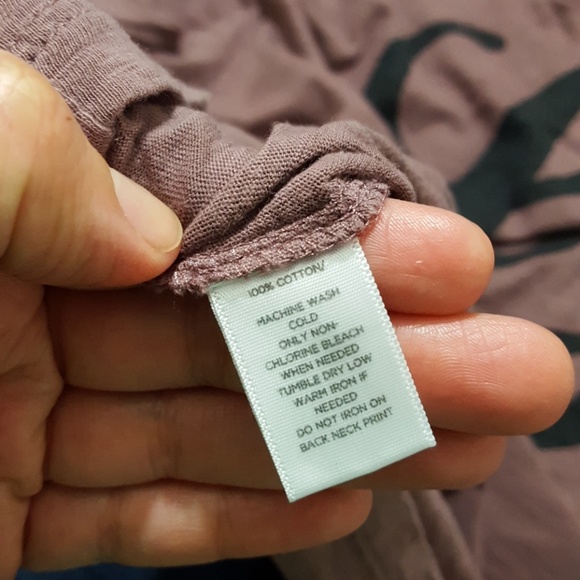 100% COTTON/
MACHINE WASH
COLD
ONLY NON-
CHLORINE BLEACH
WHEN NEEDED
TUMBLE DRY LOW
WARM IRON IF
NEEDED
DO NOT IRON ON
BACK NECK PRINT